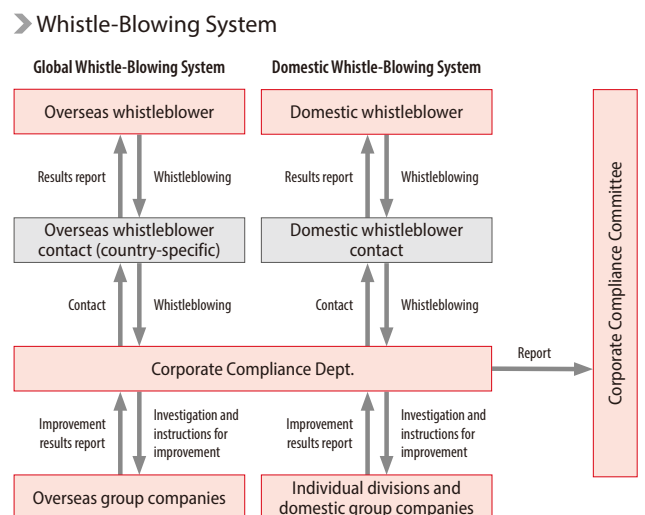 Whistle-Blowing System
Global Whistle-Blowing System
Domestic Whistle-Blowing System
Overseas whistleblower
Domestic whistleblower
Results report
Whistleblowing
Results report
Whistleblowing
Overseas whistleblower
contact (country-specific)
Domestic whistleblower
contact
Contact
Whistleblowing
Contact
Whistleblowing
Corporate Compliance Dept.
Report
Corporate Compliance Committee
Improvement
results report
Investigation and
instructions for
improvement
Improvement
results report
Investigation and
instructions for
improvement
Overseas group companies
Individual divisions and
domestic group companies